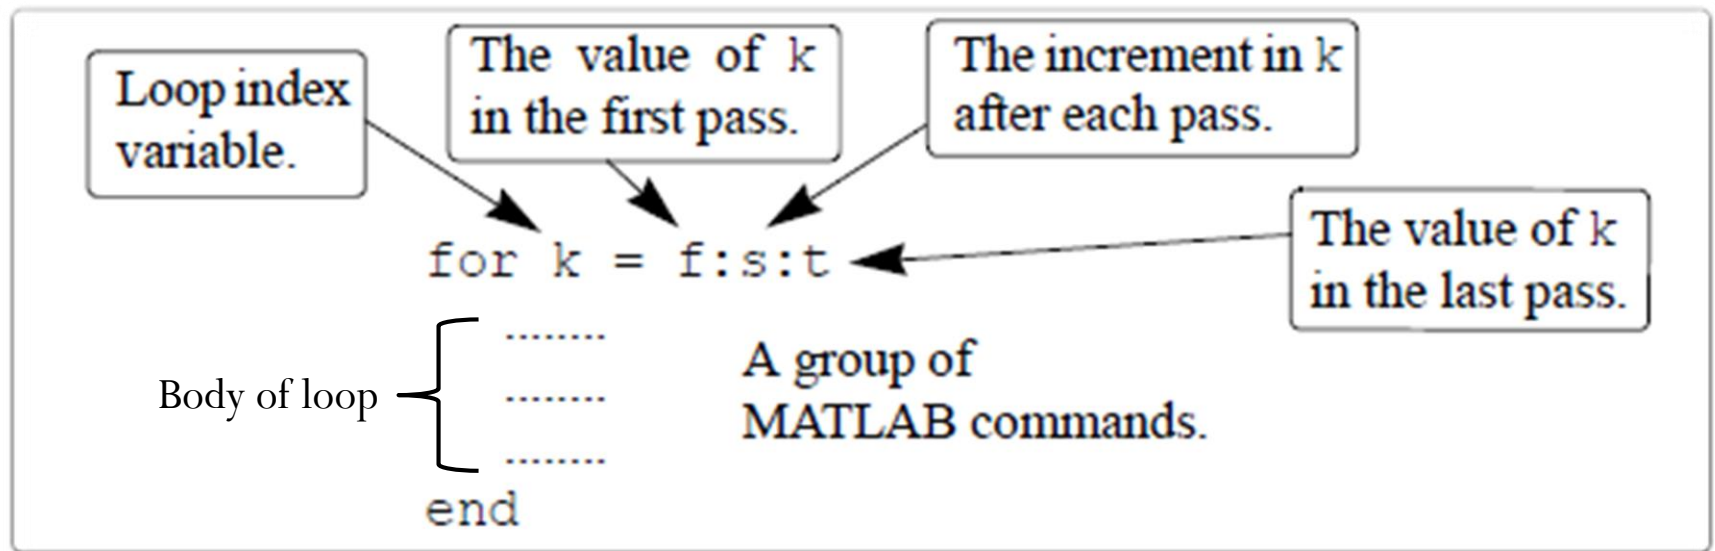 Loop index
variable.
The value of k
in the first pass.
The increment in k
after each pass.
The value of k
in the last pass.
for k = f:s:t
........
........
........
Body of loop
A group of
MATLAB commands.
end